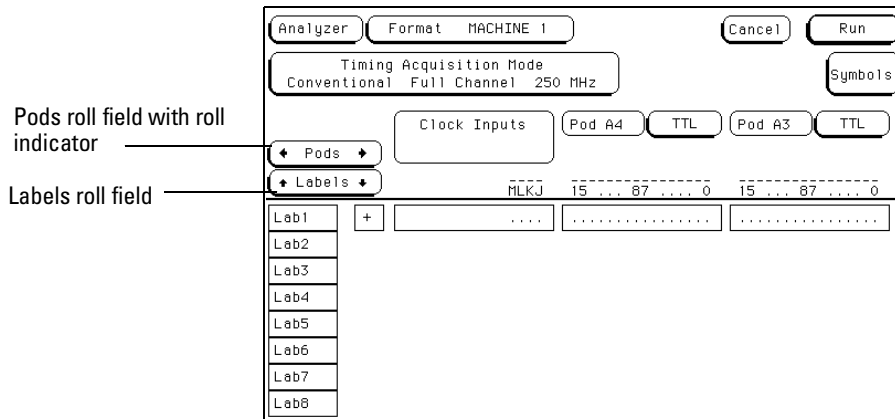 Analyzer Format MACHINE 1 Cancel Run
Timing Acquisition Mode
Conventional Full Channel 250 MHz
Symbols
Pods roll field with roll
indicator
Clock Inputs Pod A4 TTL Pod A3 TTL
← Pods →
Labels roll field
↑ Labels ↓
MLKJ 15 ... 87 .... 0 15 ... 87 .... 0
Lab1 + .... ................ ................
Lab2
Lab3
Lab4
Lab5
Lab6
Lab7
Lab8